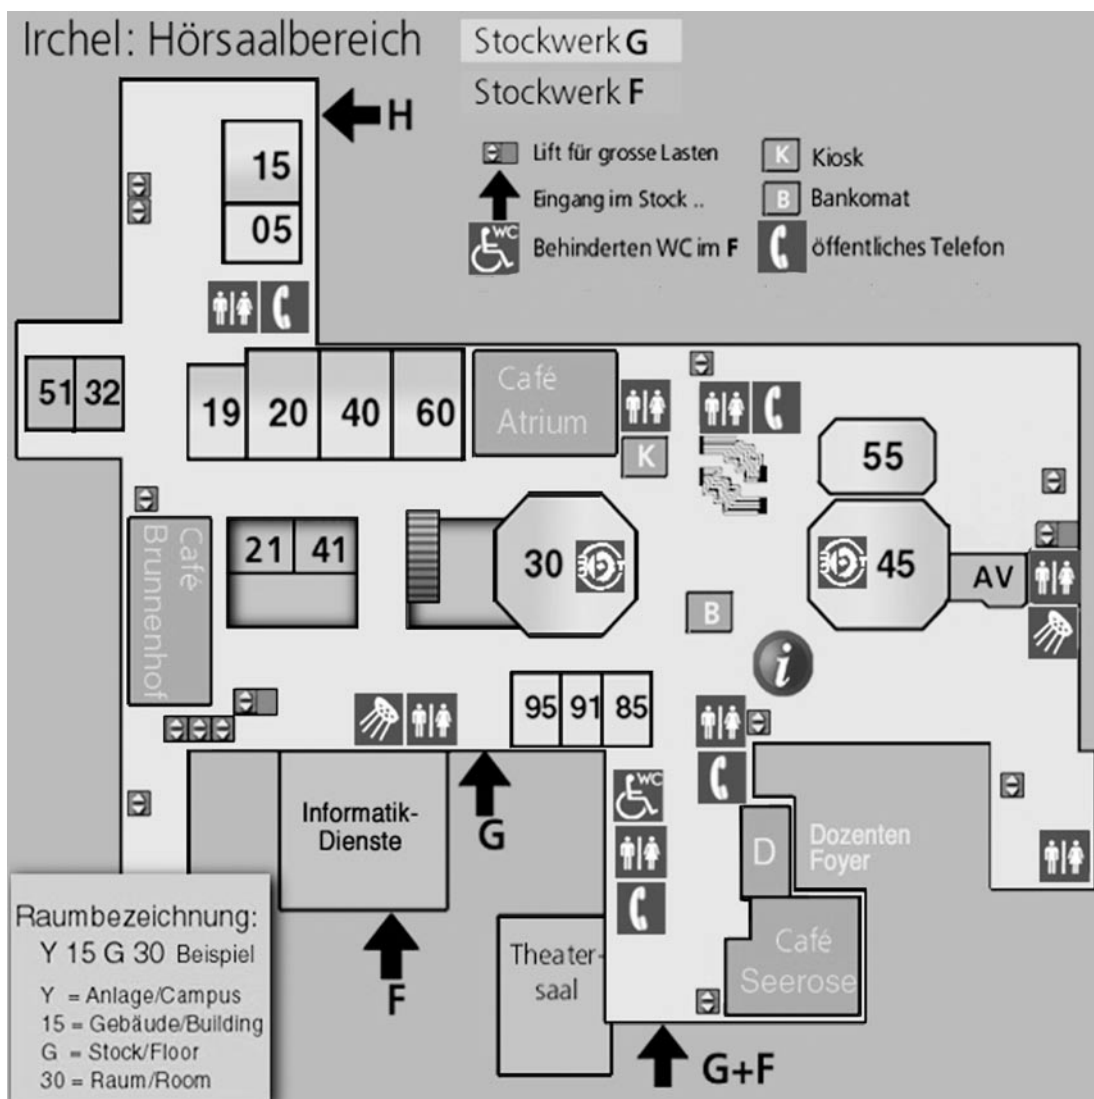 Irchel: Hörsaalbereich
Stockwerk G
Stockwerk F
H
Lift für grosse Lasten
K Kiosk
Eingang im Stock ..
B Bankomat
WC Behinderten WC im F
öffentliches Telefon
15
05
51 32
19 20 40 60
Café
Atrium
K
55
21 41
30
45
AV
Café
Brunnenhof
B
i
95 91 85
Informatik-
Dienste
G
WC
D
Dozenten
Foyer
F
Theater-
saal
Café
Seerose
G+F
Raumbezeichnung:
Y 15 G 30 Beispiel
Y = Anlage/Campus
15 = Gebäude/Building
G = Stock/Floor
30 = Raum/Room